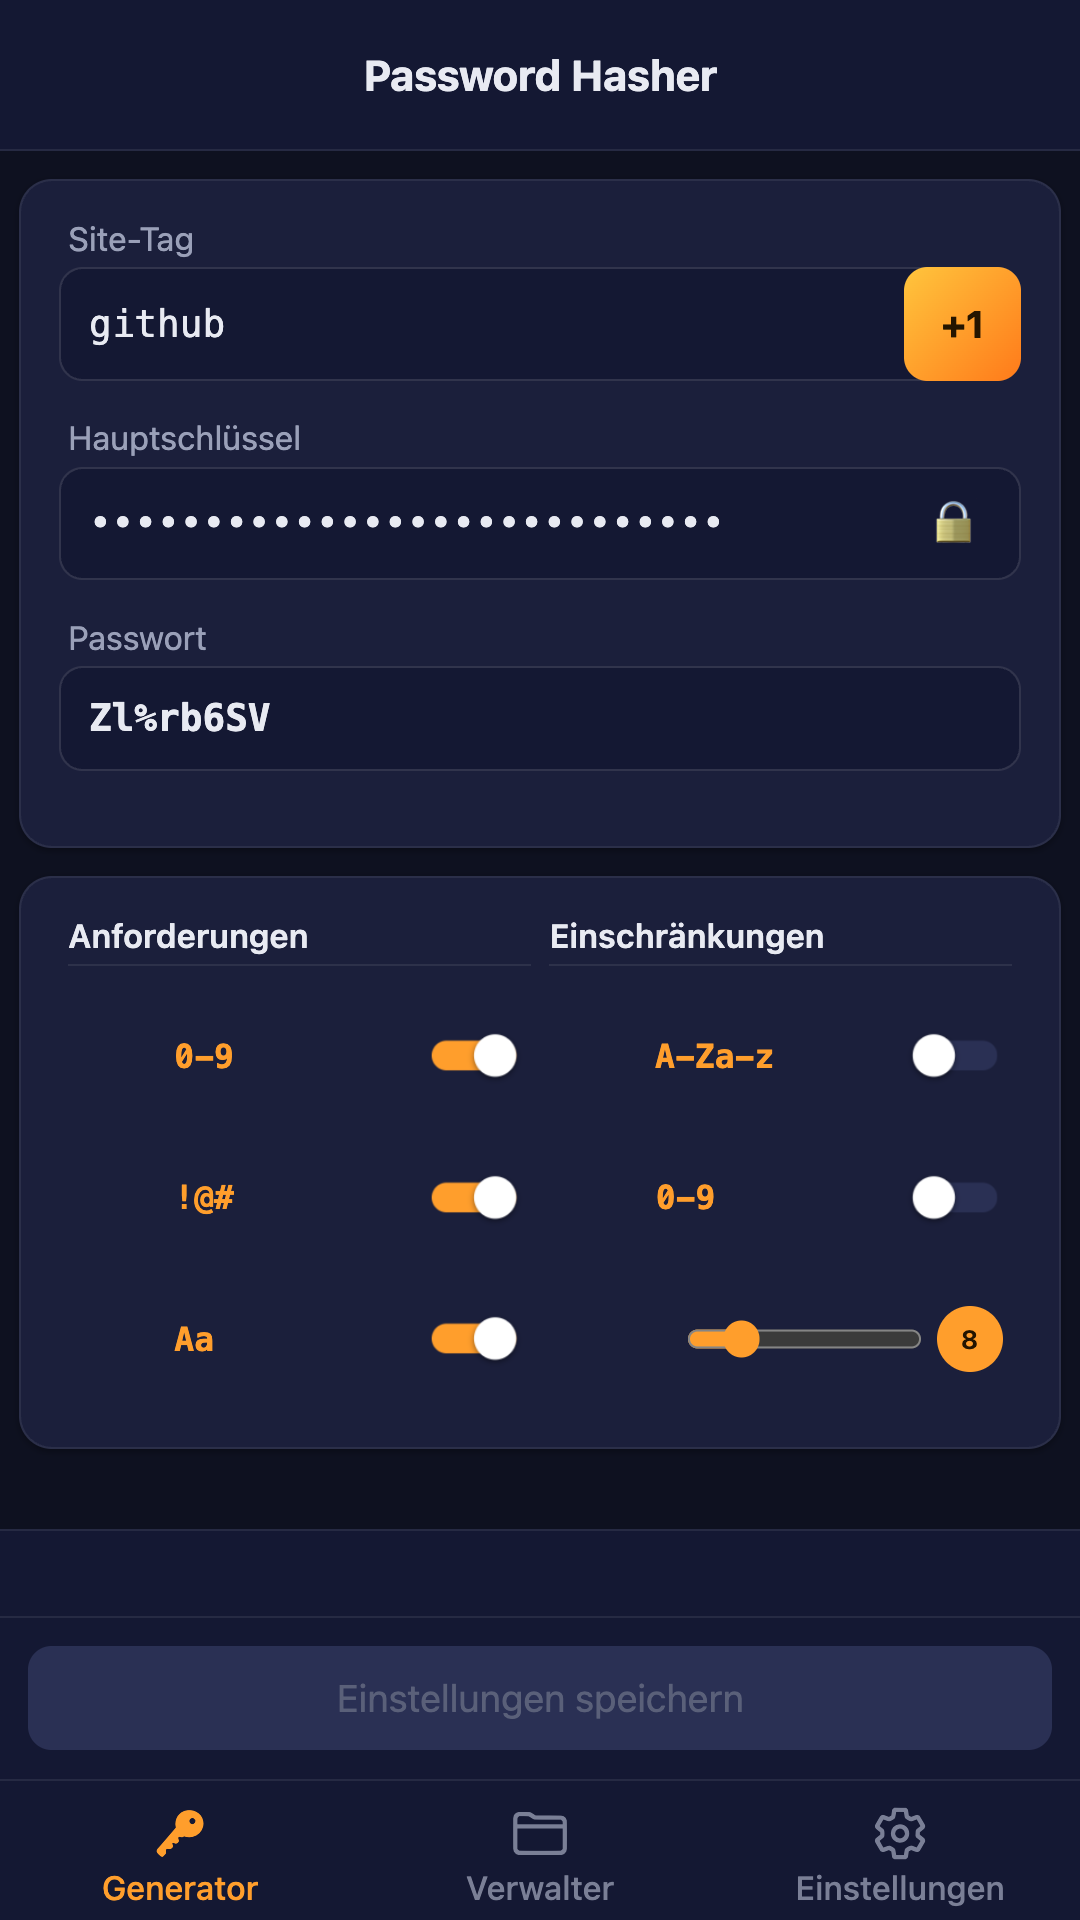 Password Hasher
Site-Tag
github
+1
Hauptschlüssel
••••••••••••••••••••••••••••
Passwort
Zl%rb6SV
Anforderungen
Einschränkungen
0–9
A–Za–z
!@#
0–9
Aa
8
Einstellungen speichern
Generator
Verwalter
Einstellungen